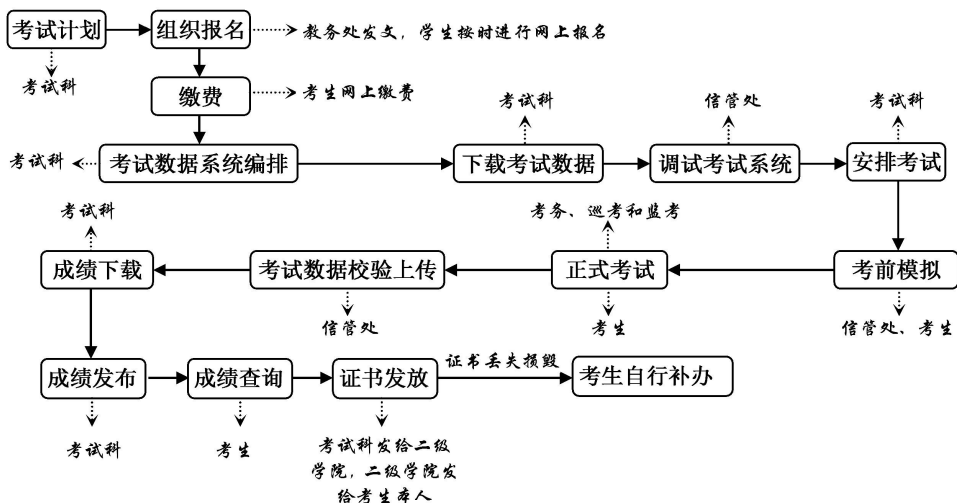 考试计划
组织报名
教务处发文，学生按时进行网上报名
考试科
缴费
考生网上缴费
考试科
信管处
考试科
考试科
考试数据系统编排
下载考试数据
调试考试系统
安排考试
考试科
考务、巡考和监考
成绩下载
考试数据校验上传
正式考试
考前模拟
信管处
考生
信管处、考生
成绩发布
成绩查询
证书发放
证书丢失损毁
考生自行补办
考试科
考生
考试科发给二级
学院，二级学院发
给考生本人